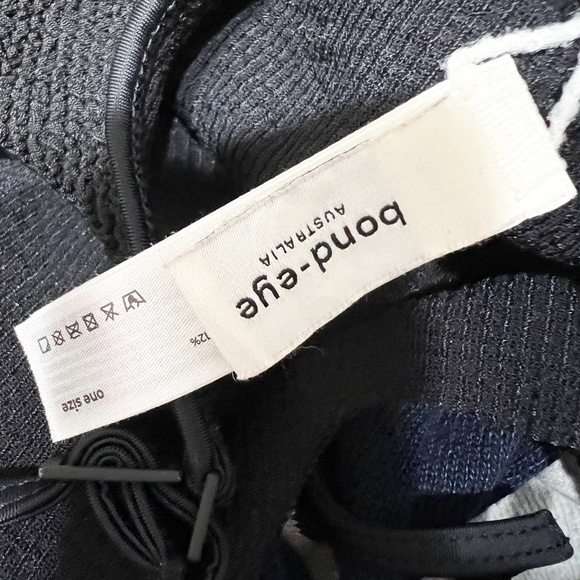 bond-eye
AUSTRALIA
12%
one size